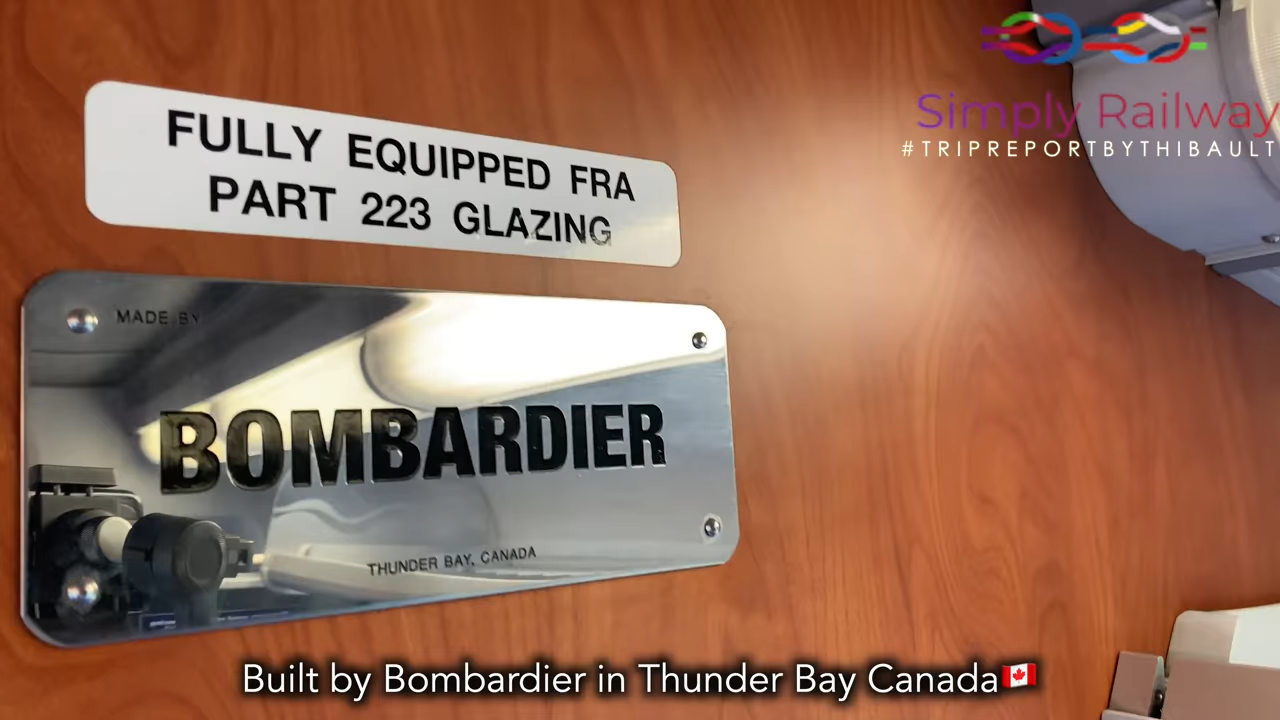 Simply Railway
#TRIPREPORTBYTHIBAULT
FULLY EQUIPPED FRA
PART 223 GLAZING
MADE BY
BOMBARDIER
THUNDER BAY, CANADA
Built by Bombardier in Thunder Bay Canada🇨🇦